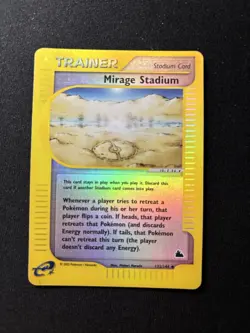 TRAINER
Stadium Card
Mirage Stadium
This card stays in play when you play it. Discard this
card if another Stadium card comes into play.
Whenever a player tries to retreat a
Pokémon during his or her turn, that
player flips a coin. If heads, that player
retreats that Pokémon (and discards
Energy normally). If tails, that Pokémon
can't retreat this turn (the player
doesn't discard any Energy).
e